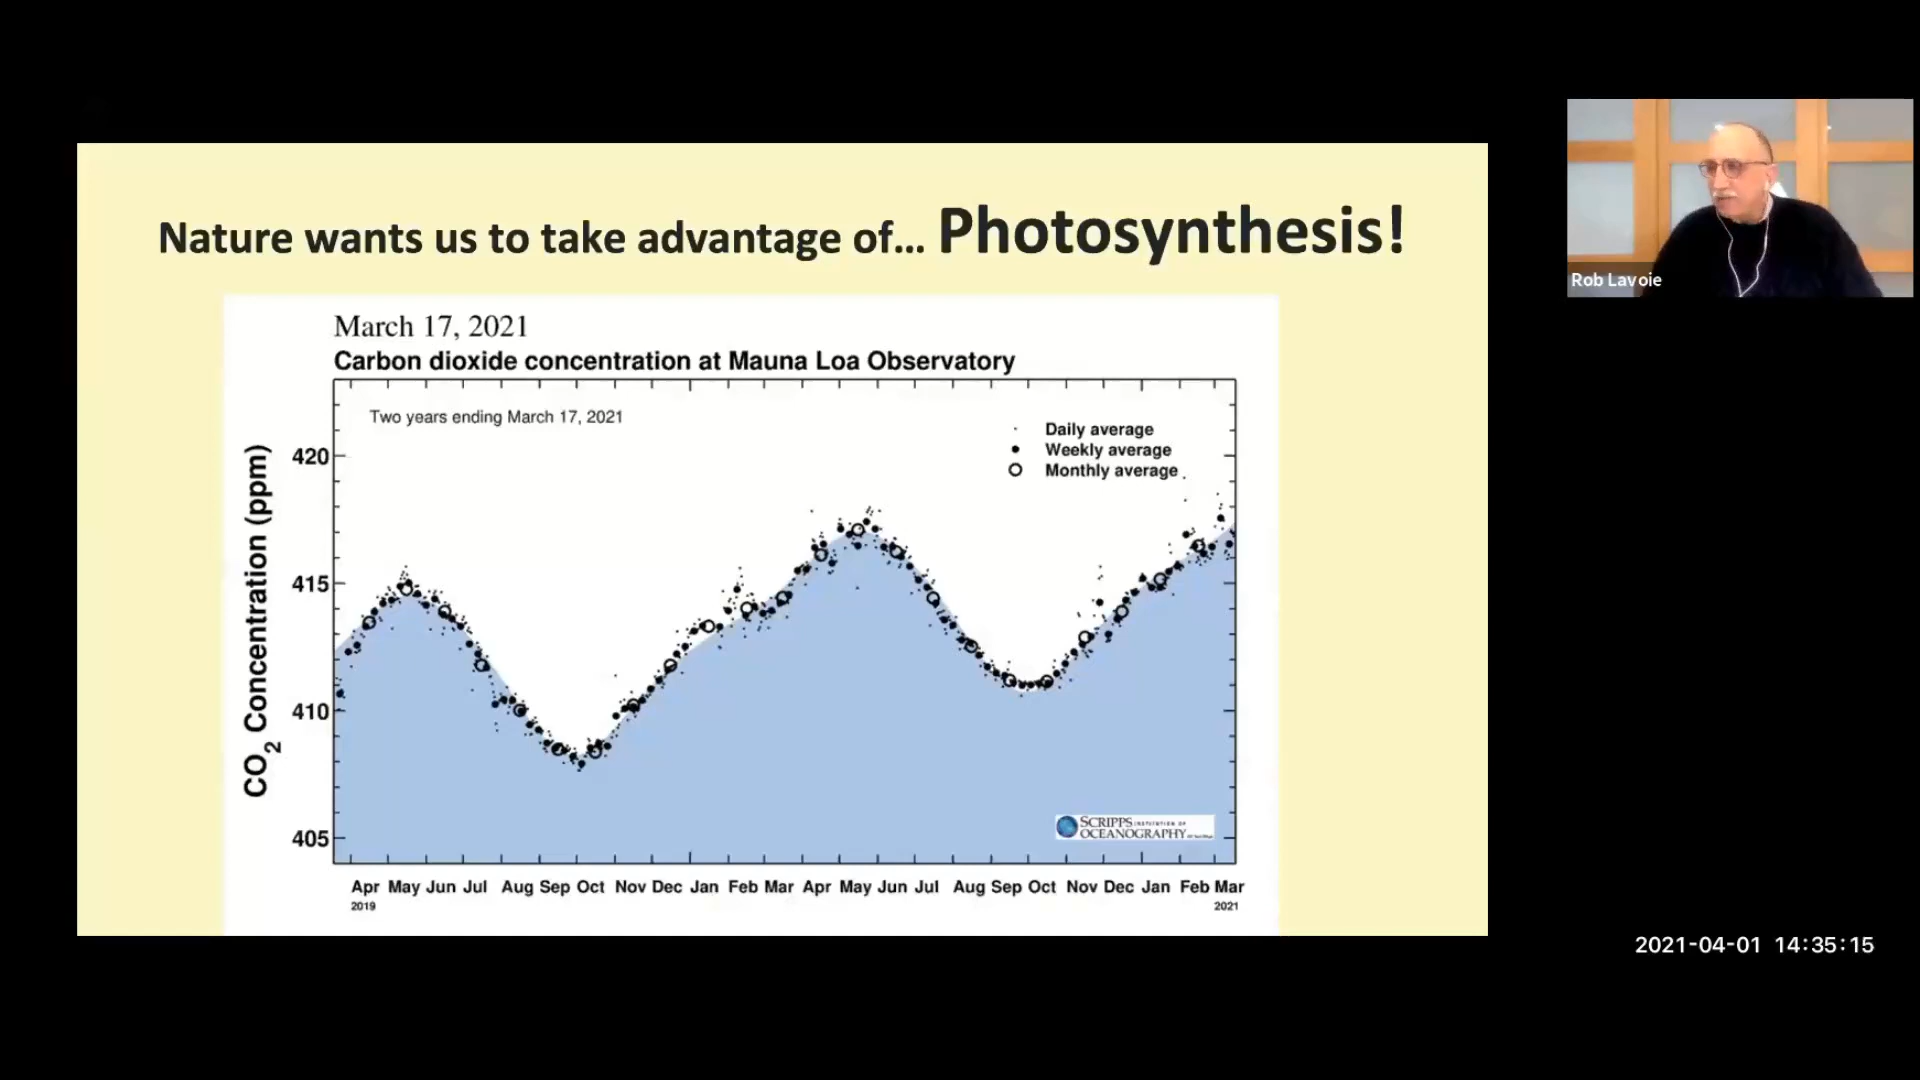 Nature wants us to take advantage of... Photosynthesis!
March 17, 2021
Carbon dioxide concentration at Mauna Loa Observatory
Two years ending March 17, 2021
Daily average
Weekly average
Monthly average
CO2 Concentration (ppm)
420
415
410
405
SCRIPPS INSTITUTION OF
OCEANOGRAPHY
Apr May Jun Jul Aug Sep Oct Nov Dec Jan Feb Mar Apr May Jun Jul Aug Sep Oct Nov Dec Jan Feb Mar
2019 2021
Rob Lavoie
2021-04-01 14:35:15